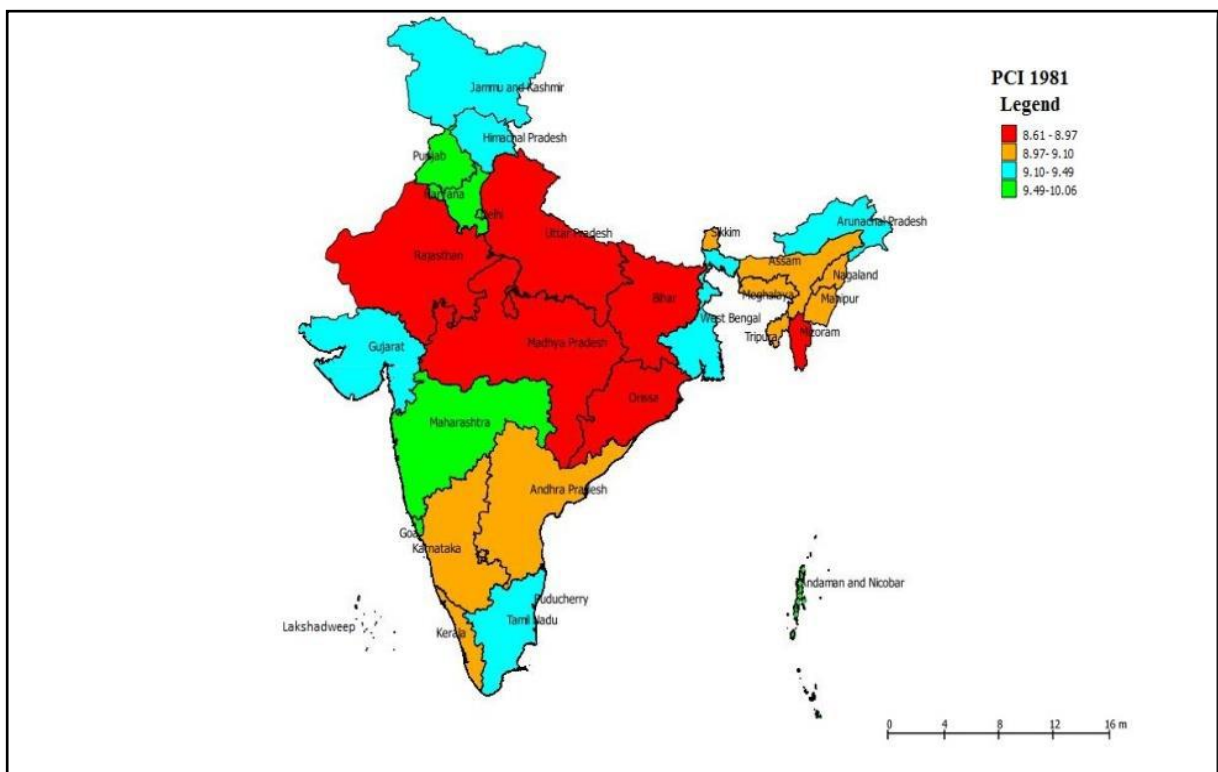 PCI 1981
Legend
8.61 - 8.97
8.97- 9.10
9.10- 9.49
9.49-10.06
Jammu and Kashmir
Himachal Pradesh
Punjab
Haryana
Delhi
Uttar Pradesh
Rajasthan
Bihar
Sikkim
Arunachal Pradesh
Assam
Nagaland
Meghalaya
Manipur
West Bengal
Tripura
Mizoram
Gujarat
Madhya Pradesh
Orissa
Maharashtra
Andhra Pradesh
Goa
Karnataka
Puducherry
Tamil Nadu
Kerala
Lakshadweep
Andaman and Nicobar
0 4 8 12 16 m